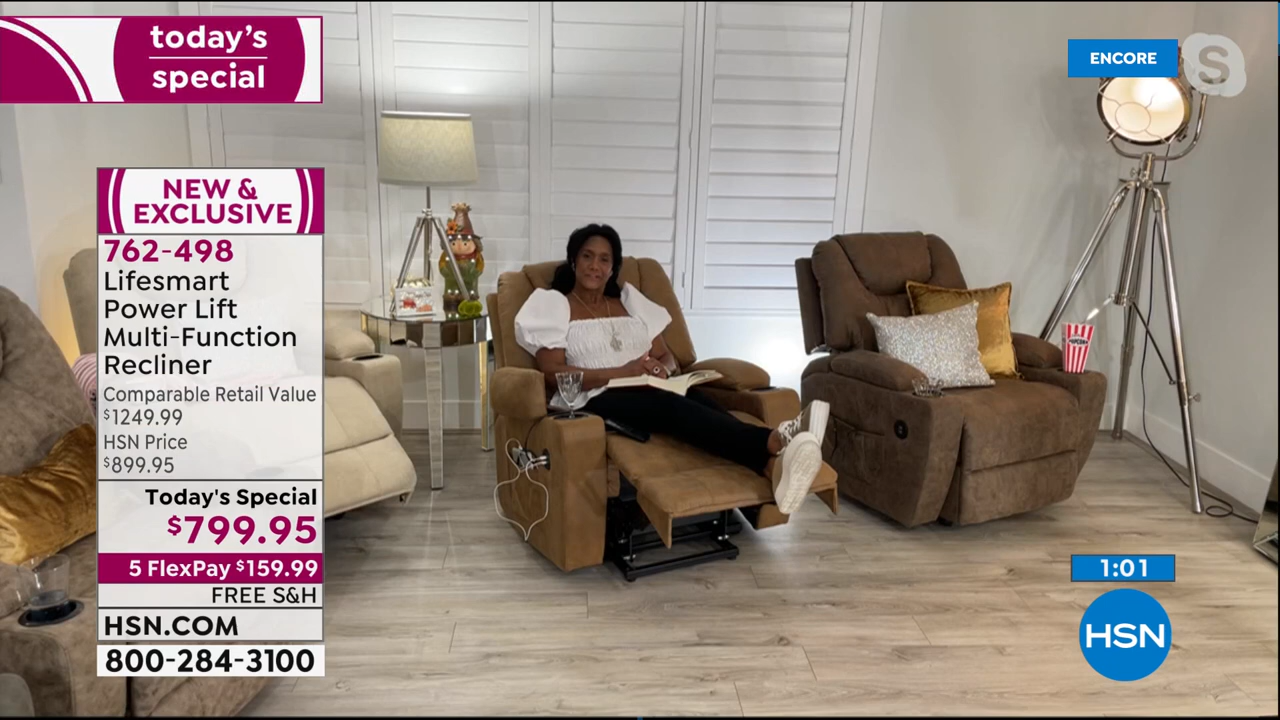 today's
special
ENCORE
S
NEW &
EXCLUSIVE
762-498
Lifesmart
Power Lift
Multi-Function
Recliner
Comparable Retail Value
$1249.99
HSN Price
$899.95
Today's Special
$799.95
5 FlexPay $159.99
FREE S&H
HSN.COM
800-284-3100
POPCORN
1:01
HSN